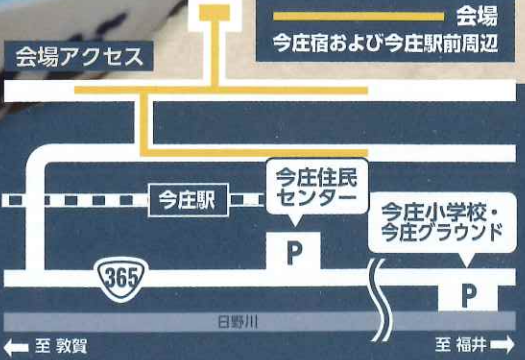 会場
今庄宿および今庄駅前周辺
会場アクセス
今庄駅
今庄住民
センター
今庄小学校・
今庄グラウンド
P
P
365
日野川
至 敦賀
至 福井